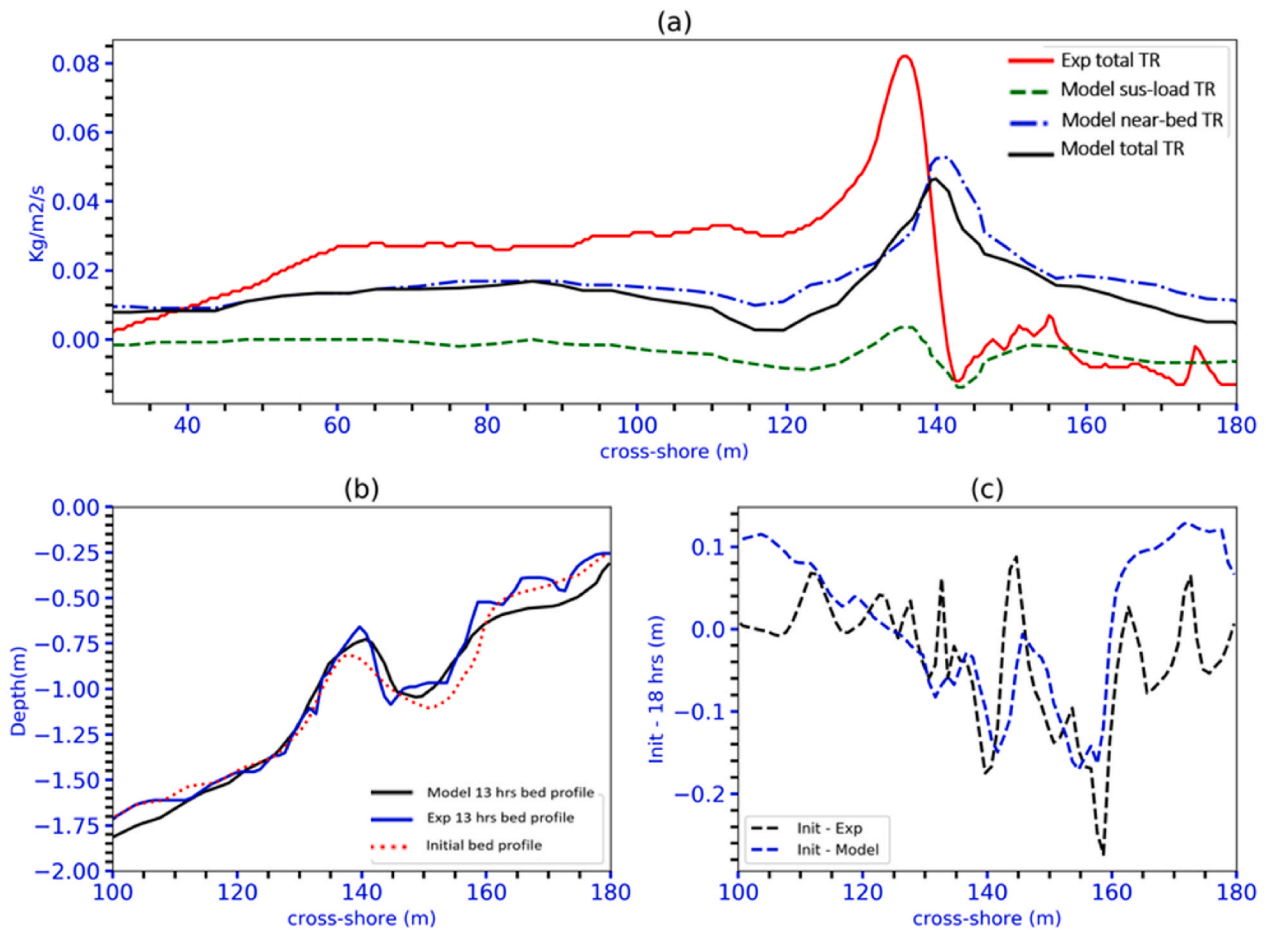 (a)
0.08
0.06
0.04
0.02
0.00
Kg/m2/s
Exp total TR
Model sus-load TR
Model near-bed TR
Model total TR
40 60 80 100 120 140 160 180
cross-shore (m)
(b)
0.00
−0.25
−0.50
−0.75
−1.00
−1.25
−1.50
−1.75
−2.00
Depth(m)
Model 13 hrs bed profile
Exp 13 hrs bed profile
Initial bed profile
100 120 140 160 180
cross-shore (m)
(c)
0.1
0.0
−0.1
−0.2
Init - 18 hrs (m)
Init - Exp
Init - Model
100 120 140 160 180
cross-shore (m)